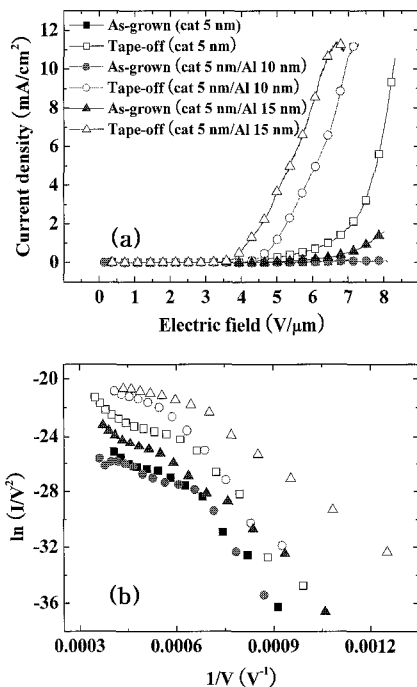 As-grown (cat 5 nm)
Tape-off (cat 5 nm)
As-grown (cat 5 nm/Al 10 nm)
Tape-off (cat 5 nm/Al 10 nm)
As-grown (cat 5 nm/Al 15 nm)
Tape-off (cat 5 nm/Al 15 nm)
Current density (mA/cm²)
12
10
8
6
4
2
0
(a)
0 1 2 3 4 5 6 7 8
Electric field (V/μm)
ln (I/V²)
-20
-24
-28
-32
-36
(b)
0.0003 0.0006 0.0009 0.0012
1/V (V⁻¹)